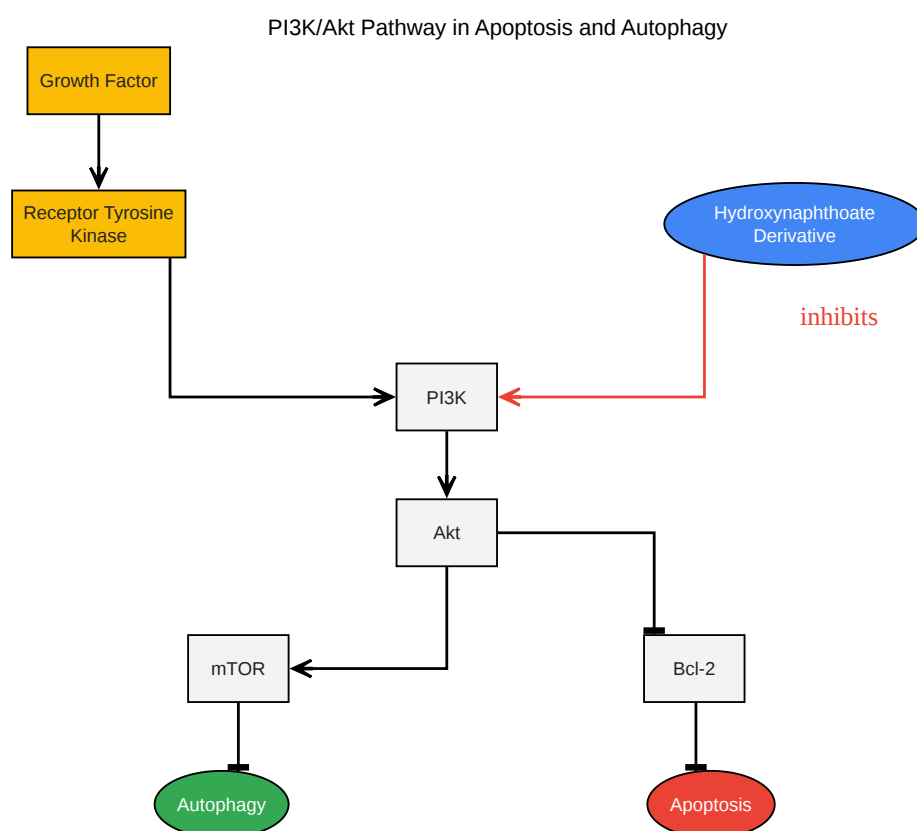 PI3K/Akt Pathway in Apoptosis and Autophagy
Growth Factor
Receptor Tyrosine
Kinase
Hydroxynaphthoate
Derivative
inhibits
PI3K
Akt
mTOR
Bcl-2
Autophagy
Apoptosis